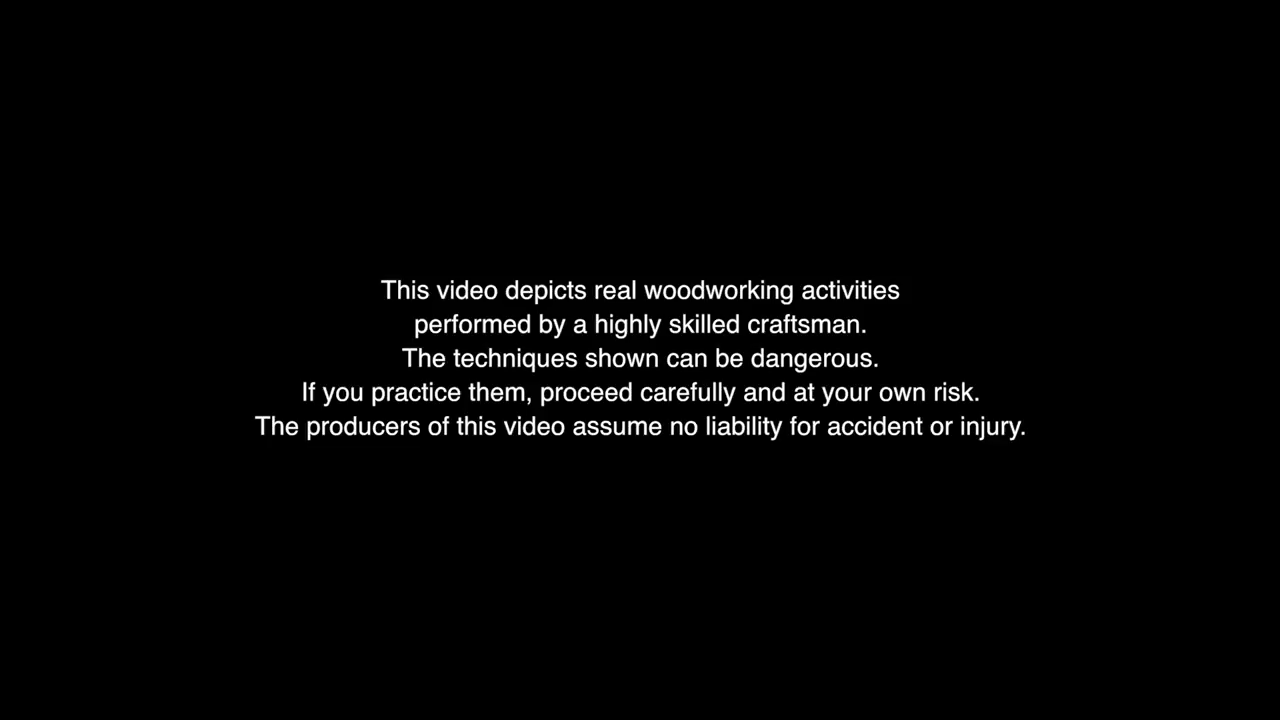 This video depicts real woodworking activities
performed by a highly skilled craftsman.
The techniques shown can be dangerous.
If you practice them, proceed carefully and at your own risk.
The producers of this video assume no liability for accident or injury.